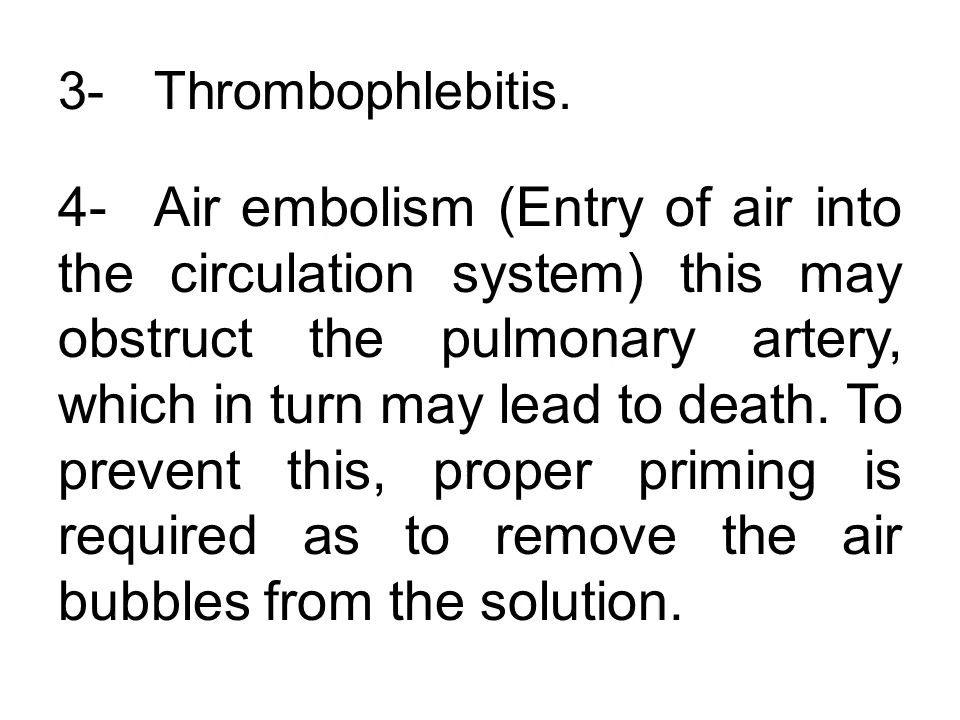 3- Thrombophlebitis.
4- Air embolism (Entry of air into
the circulation system) this may
obstruct the pulmonary artery,
which in turn may lead to death. To
prevent this, proper priming is
required as to remove the air
bubbles from the solution.